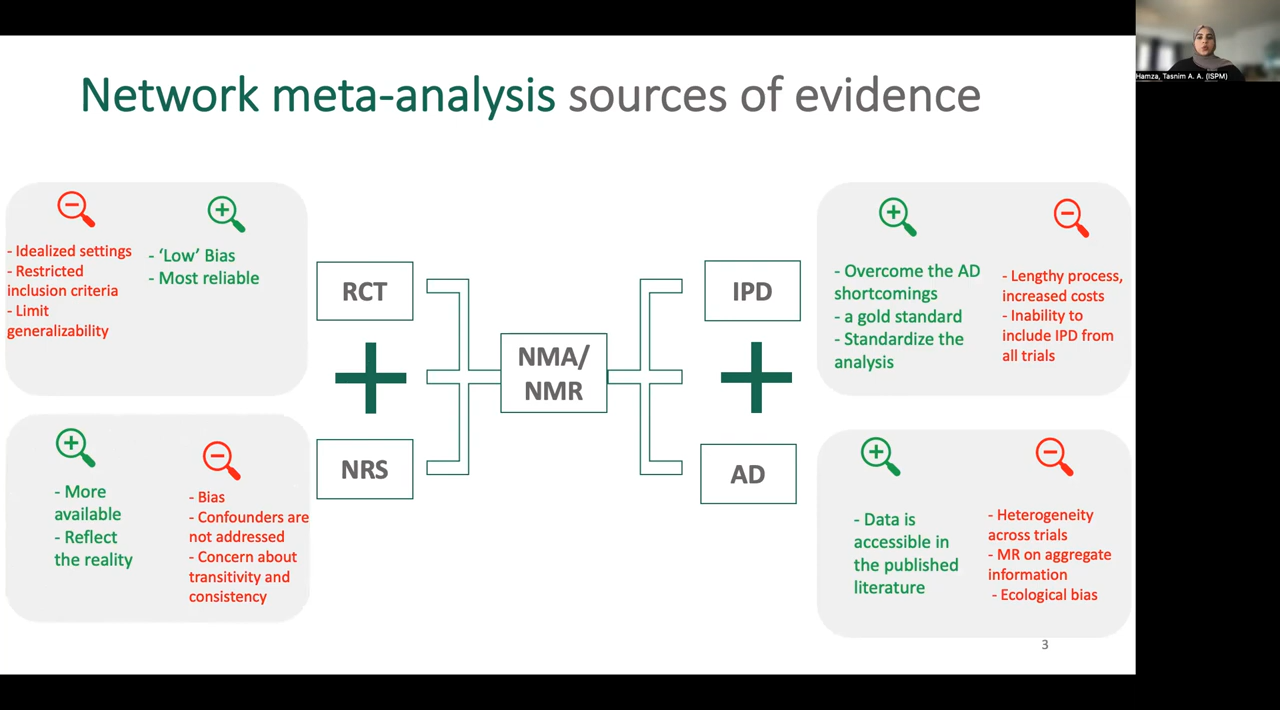 Hamza, Tasnim A. A. (ISPM)
Network meta-analysis sources of evidence
- Idealized settings
- Restricted
inclusion criteria
- Limit
generalizability
- ‘Low’ Bias
- Most reliable
RCT
NRS
- More
available
- Reflect
the reality
- Bias
- Confounders are
not addressed
- Concern about
transitivity and
consistency
NMA/
NMR
IPD
AD
- Overcome the AD
shortcomings
- a gold standard
- Standardize the
analysis
- Lengthy process,
increased costs
- Inability to
include IPD from
all trials
- Data is
accessible in
the published
literature
- Heterogeneity
across trials
- MR on aggregate
information
- Ecological bias
3